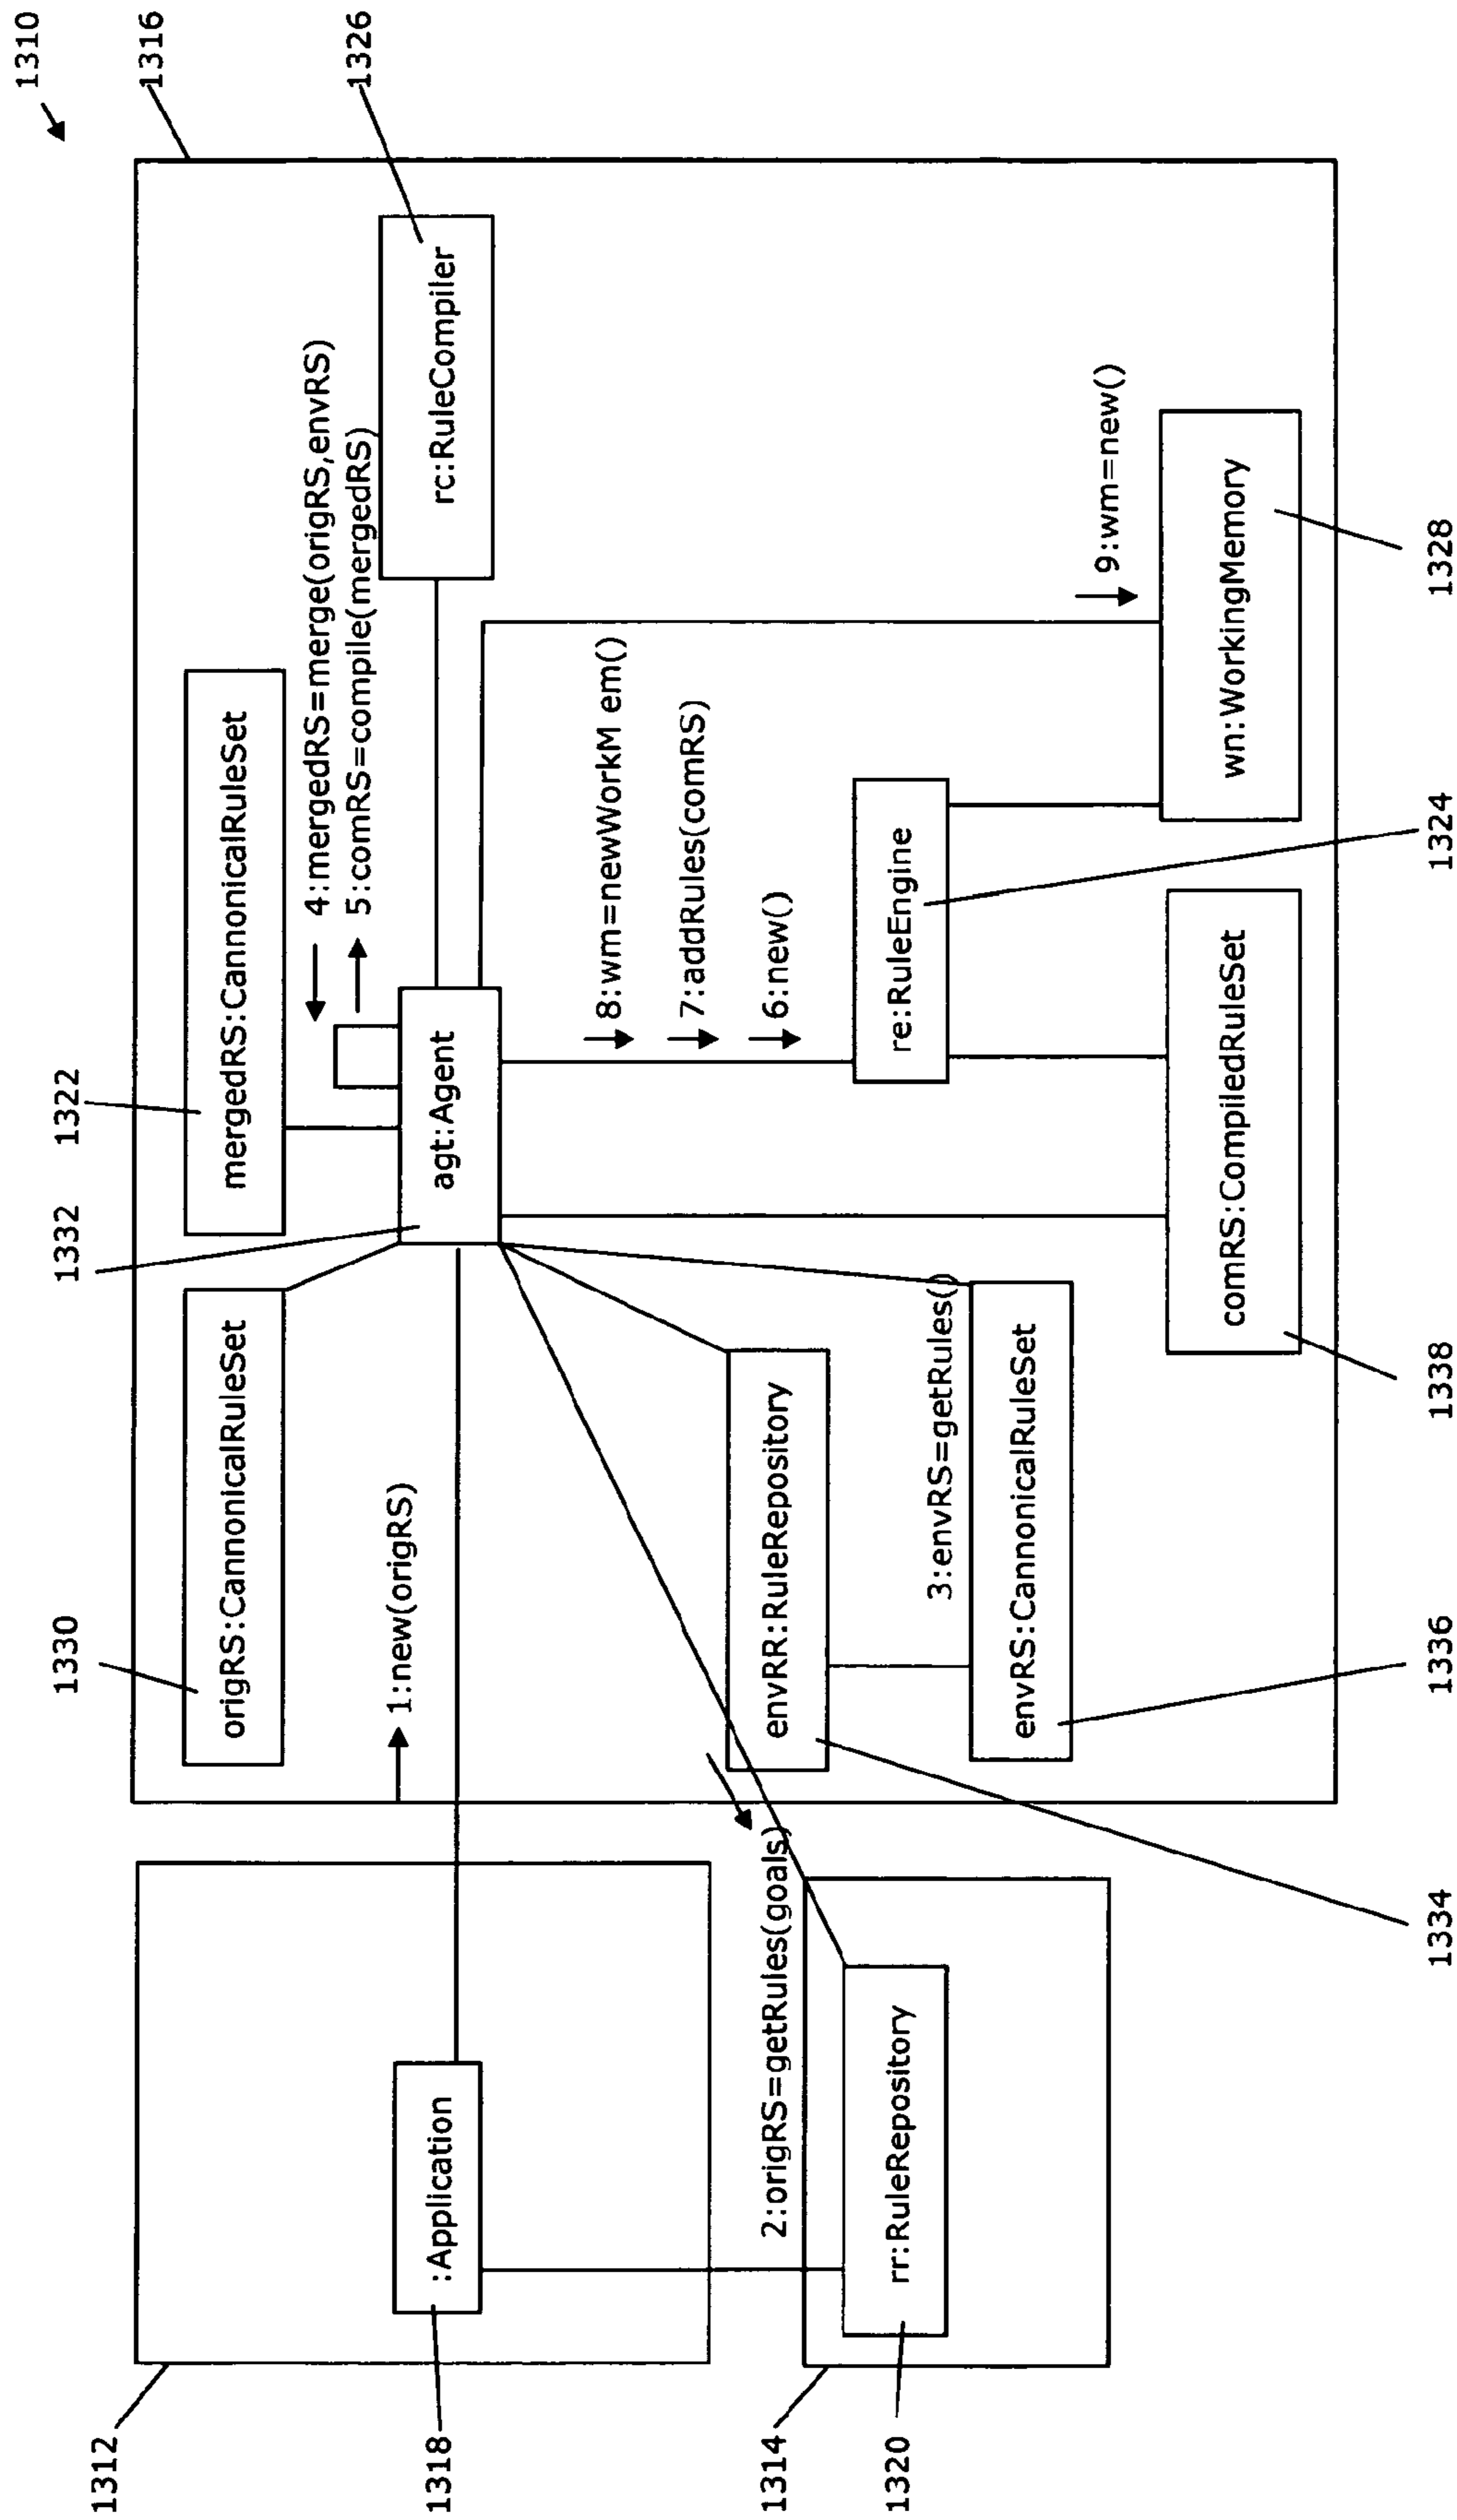 1310
1316
1326
1322
1332
1330
1312
1318
1314
1320
origRS:CannonicalRuleSet
mergedRS:CannonicalRuleSet
4:mergedRS=merge(origRS,envRS)
5:comRS=compile(mergedRS)
rc:RuleCompiler
1:new(origRS)
:Application
agt:Agent
8:wm=newWorkM em()
7:addRules(comRS)
6:new()
2:origRS=getRules(goals)
envRR:RuleRepository
rr:RuleRepository
re:RuleEngine
3:envRS=getRules()
envRS:CannonicalRuleSet
9:wm=new()
comRS:CompiledRuleSet
wn:WorkingMemory
1334
1336
1338
1324
1328